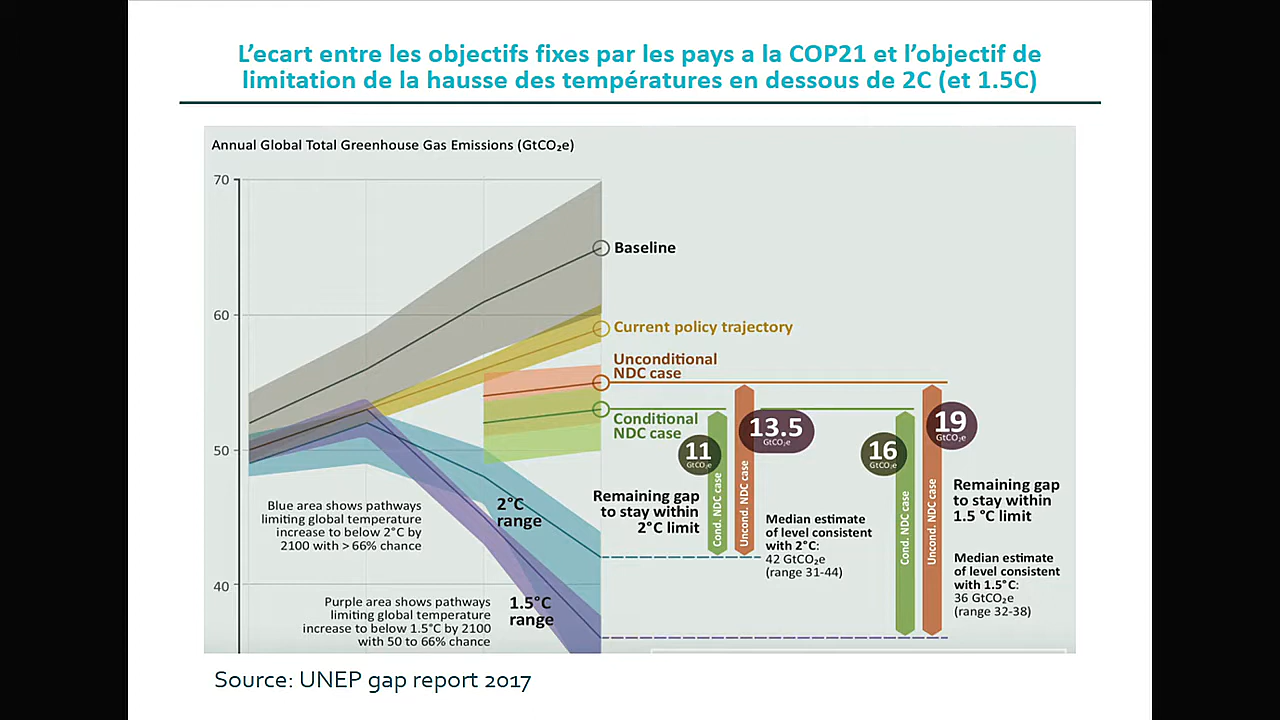 L'ecart entre les objectifs fixes par les pays a la COP21 et l'objectif de
limitation de la hausse des températures en dessous de 2C (et 1.5C)
Annual Global Total Greenhouse Gas Emissions (GtCO₂e)
70
60
50
40
Baseline
Current policy trajectory
Unconditional
NDC case
Conditional
NDC case
11
GtCO₂e
13.5
GtCO₂e
16
GtCO₂e
19
GtCO₂e
Cond. NDC case
Uncond. NDC case
Cond. NDC case
Uncond. NDC case
Remaining gap
to stay within
2°C limit
Remaining gap
to stay within
1.5 °C limit
Blue area shows pathways
limiting global temperature
increase to below 2°C by
2100 with > 66% chance
2°C
range
Median estimate
of level consistent
with 2°C:
42 GtCO₂e
(range 31-44)
Median estimate
of level consistent
with 1.5°C:
36 GtCO₂e
(range 32-38)
Purple area shows pathways
limiting global temperature
increase to below 1.5°C by 2100
with 50 to 66% chance
1.5°C
range
Source: UNEP gap report 2017